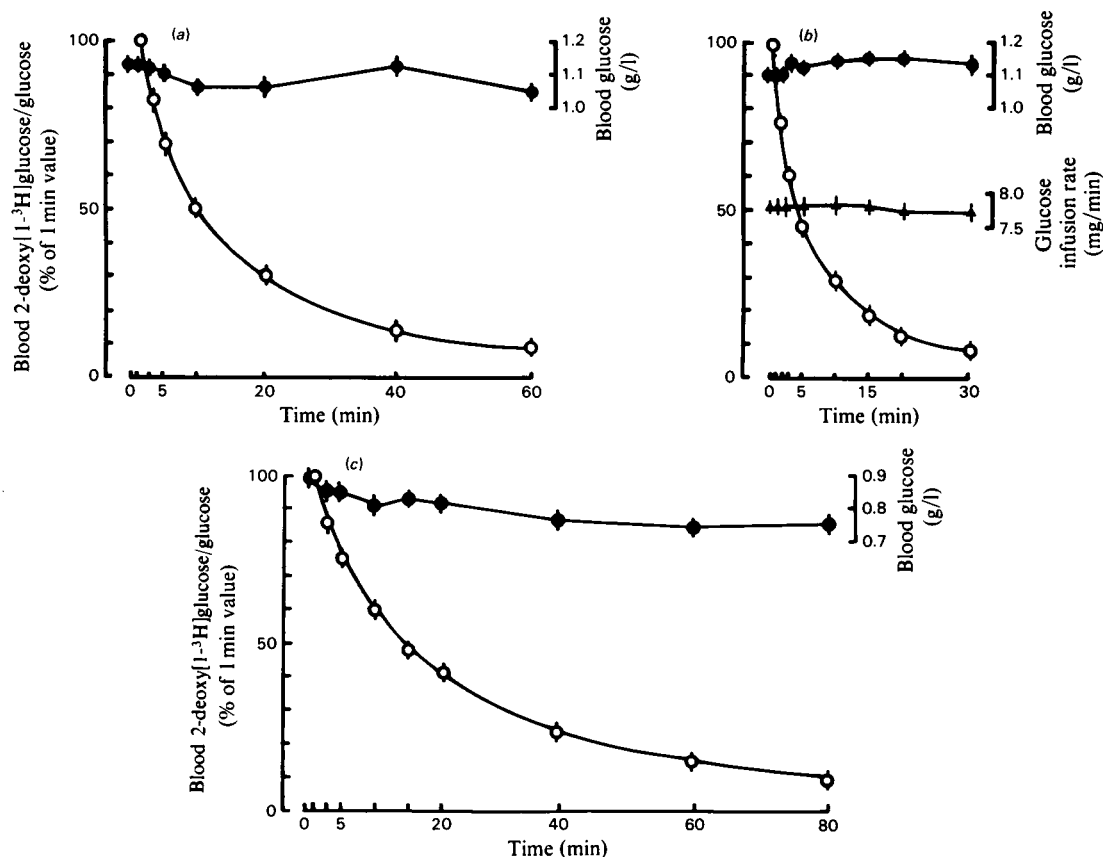 (a)
Blood 2-deoxy[1-³H]glucose/glucose
(% of 1 min value)
100
50
0
1.2
1.1
1.0
Blood glucose
(g/l)
0 5 10 20 40 60
Time (min)
(b)
100
50
0
1.2
1.1
1.0
Blood glucose
(g/l)
8.0
7.5
Glucose
infusion rate
(mg/min)
0 5 15 30
Time (min)
(c)
Blood 2-deoxy[1-³H]glucose/glucose
(% of 1 min value)
100
50
0
0.9
0.8
0.7
Blood glucose
(g/l)
0 5 20 40 60 80
Time (min)